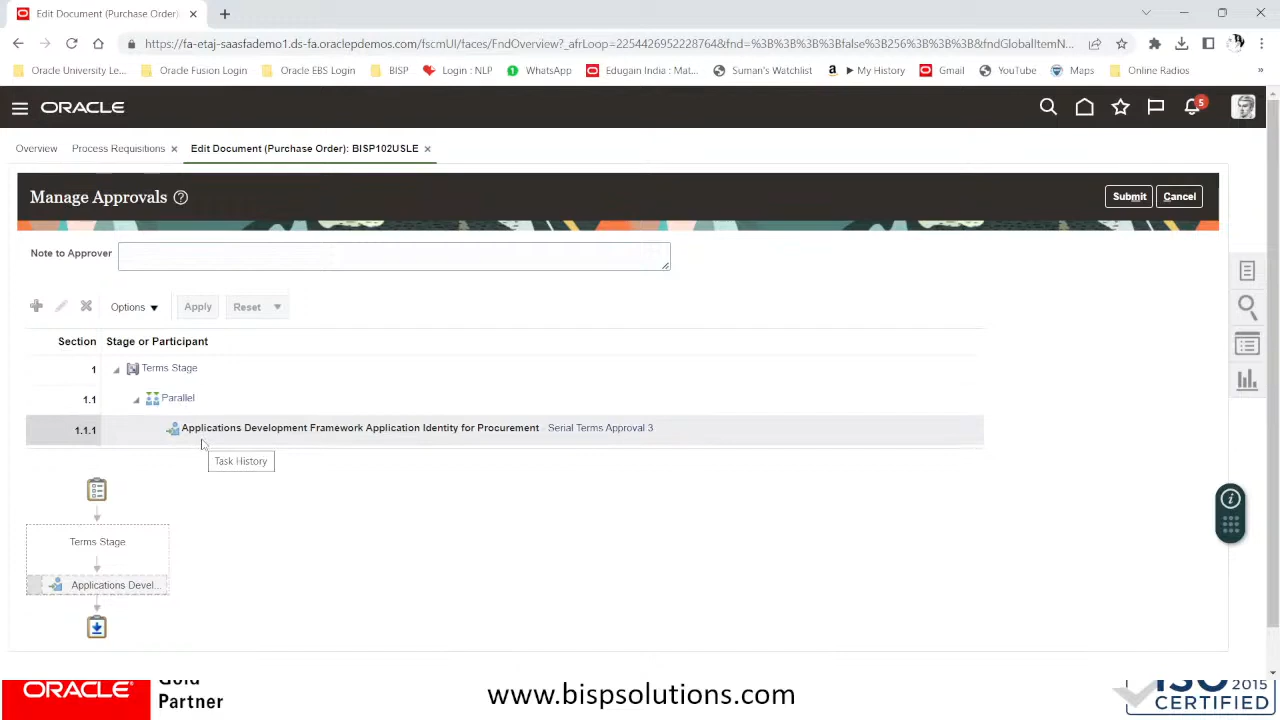 Edit Document (Purchase Order)
https://fa-etaj-saasfademo1.ds-fa.oraclepdemos.com/fscmUI/faces/FndOverview?_afrLoop=2254426952228764&fnd=%3B%3B%3B%3Bfalse%3B256%3B%3B%3B&fndGlobalItemN...
Oracle University Le... Oracle Fusion Login Oracle EBS Login BISP Login : NLP WhatsApp Edtgain India : Mat... Suman's Watchlist ► My History Gmail YouTube Maps Online Radios »
ORACLE 5
Overview Process Requisitions Edit Document (Purchase Order): BISP102USLE
Manage Approvals Submit Cancel
Note to Approver
Options Apply Reset
Section Stage or Participant
1 Terms Stage
1.1 Parallel
1.1.1 Applications Development Framework Application Identity for Procurement Serial Terms Approval 3
Task History
Terms Stage
Applications Devel...
ORACLE Gold
Partner
www.bispsolutions.com
ISO 2015
CERTIFIED